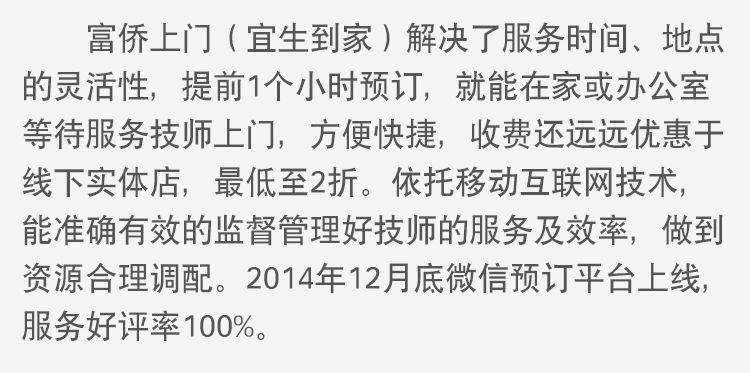 富侨上门（宜生到家）解决了服务时间、地点
的灵活性，提前1个小时预订，就能在家或办公室
等待服务技师上门，方便快捷，收费还远远优惠于
线下实体店，最低至2折。依托移动互联网技术，
能准确有效的监督管理好技师的服务及效率，做到
资源合理调配。2014年12月底微信预订平台上线，
服务好评率100%。